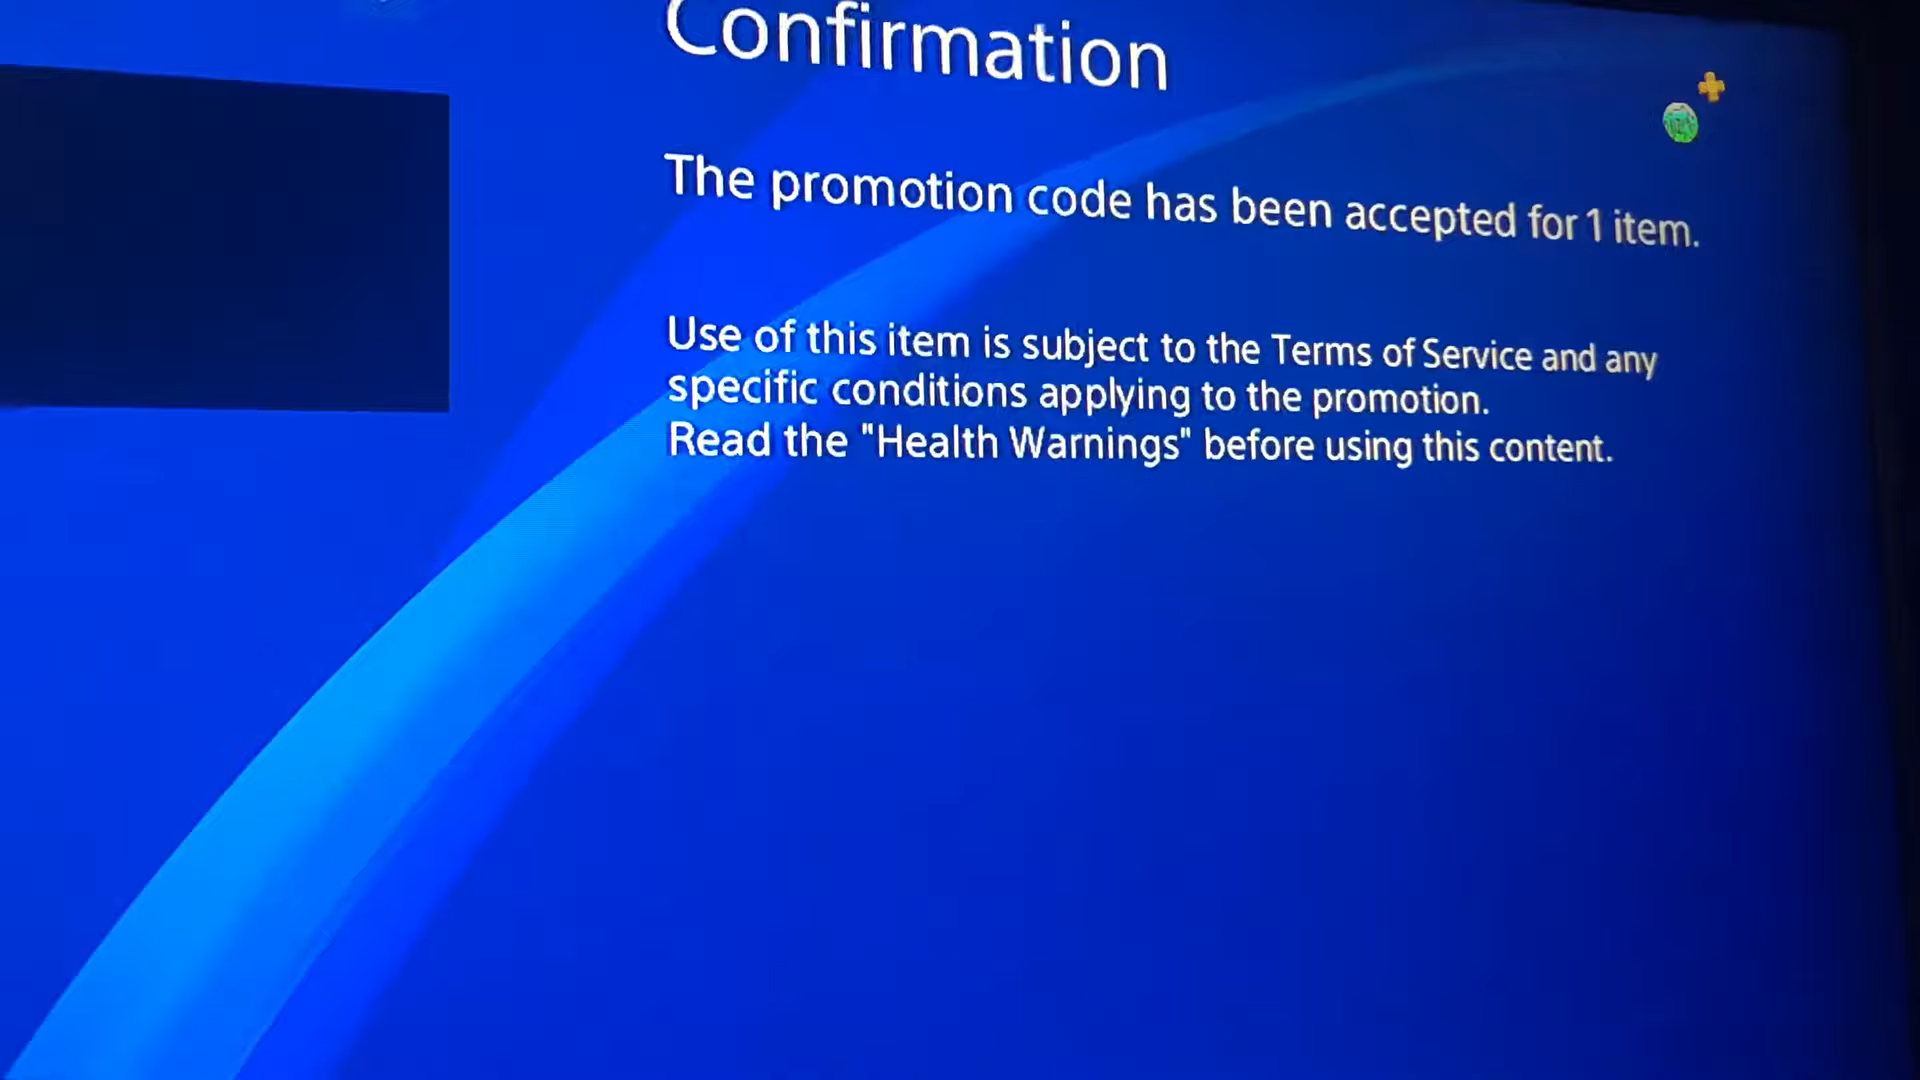 Confirmation
The promotion code has been accepted for 1 item.
Use of this item is subject to the Terms of Service and any
specific conditions applying to the promotion.
Read the "Health Warnings" before using this content.